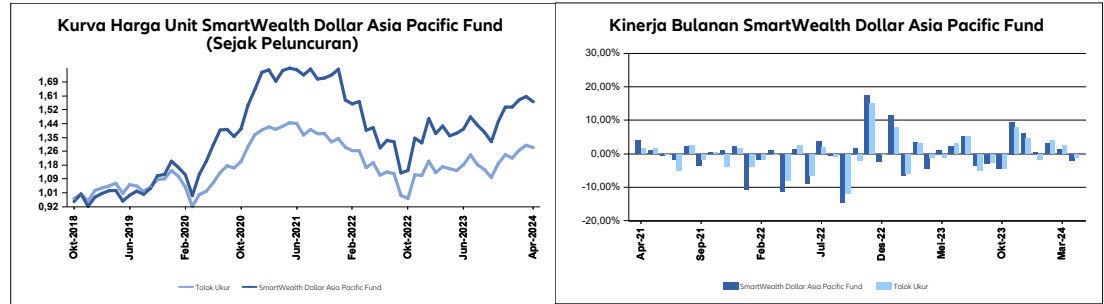 Kurva Harga Unit SmartWealth Dollar Asia Pacific Fund
(Sejak Peluncuran)
1,69
1,61
1,52
1,44
1,35
1,26
1,18
1,09
1,01
0,92
Okt-2018
Jun-2019
Feb-2020
Okt-2020
Jun-2021
Feb-2022
Okt-2022
Jun-2023
Apr-2024
Tolok Ukur
SmartWealth Dollar Asia Pacific Fund
Kinerja Bulanan SmartWealth Dollar Asia Pacific Fund
30,00%
20,00%
10,00%
0,00%
-10,00%
-20,00%
Apr-21
Sep-21
Feb-22
Jul-22
Des-22
Mei-23
Okt-23
Mar-24
SmartWealth Dollar Asia Pacific Fund
Tolok Ukur